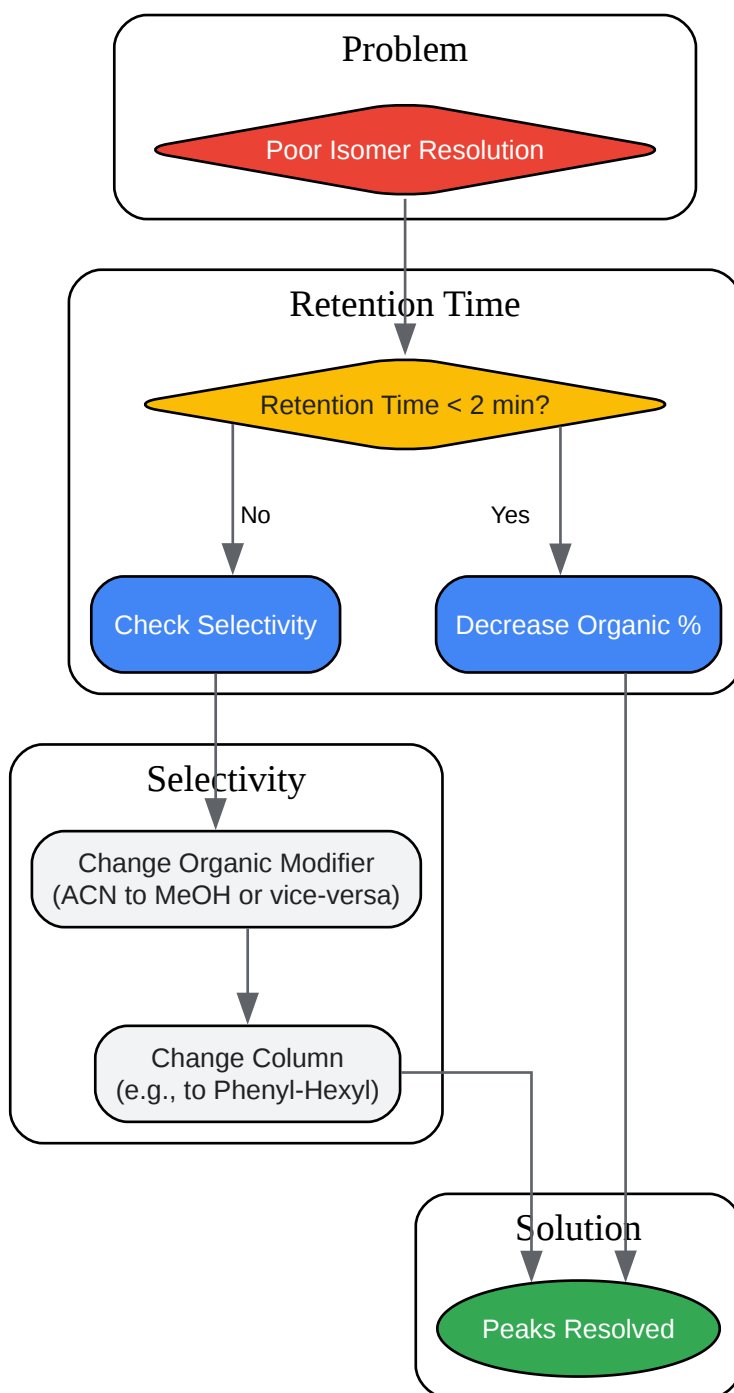 Problem
Poor Isomer Resolution
Retention Time
Retention Time < 2 min?
No
Yes
Check Selectivity
Decrease Organic %
Selectivity
Change Organic Modifier
(ACN to MeOH or vice-versa)
Change Column
(e.g., to Phenyl-Hexyl)
Solution
Peaks Resolved